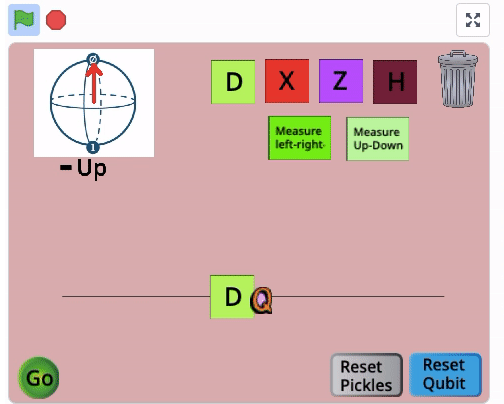 0
1
- Up
D X Z H
Measure
left-right-
Measure
Up-Down
D Q
Go
Reset
Pickles
Reset
Qubit